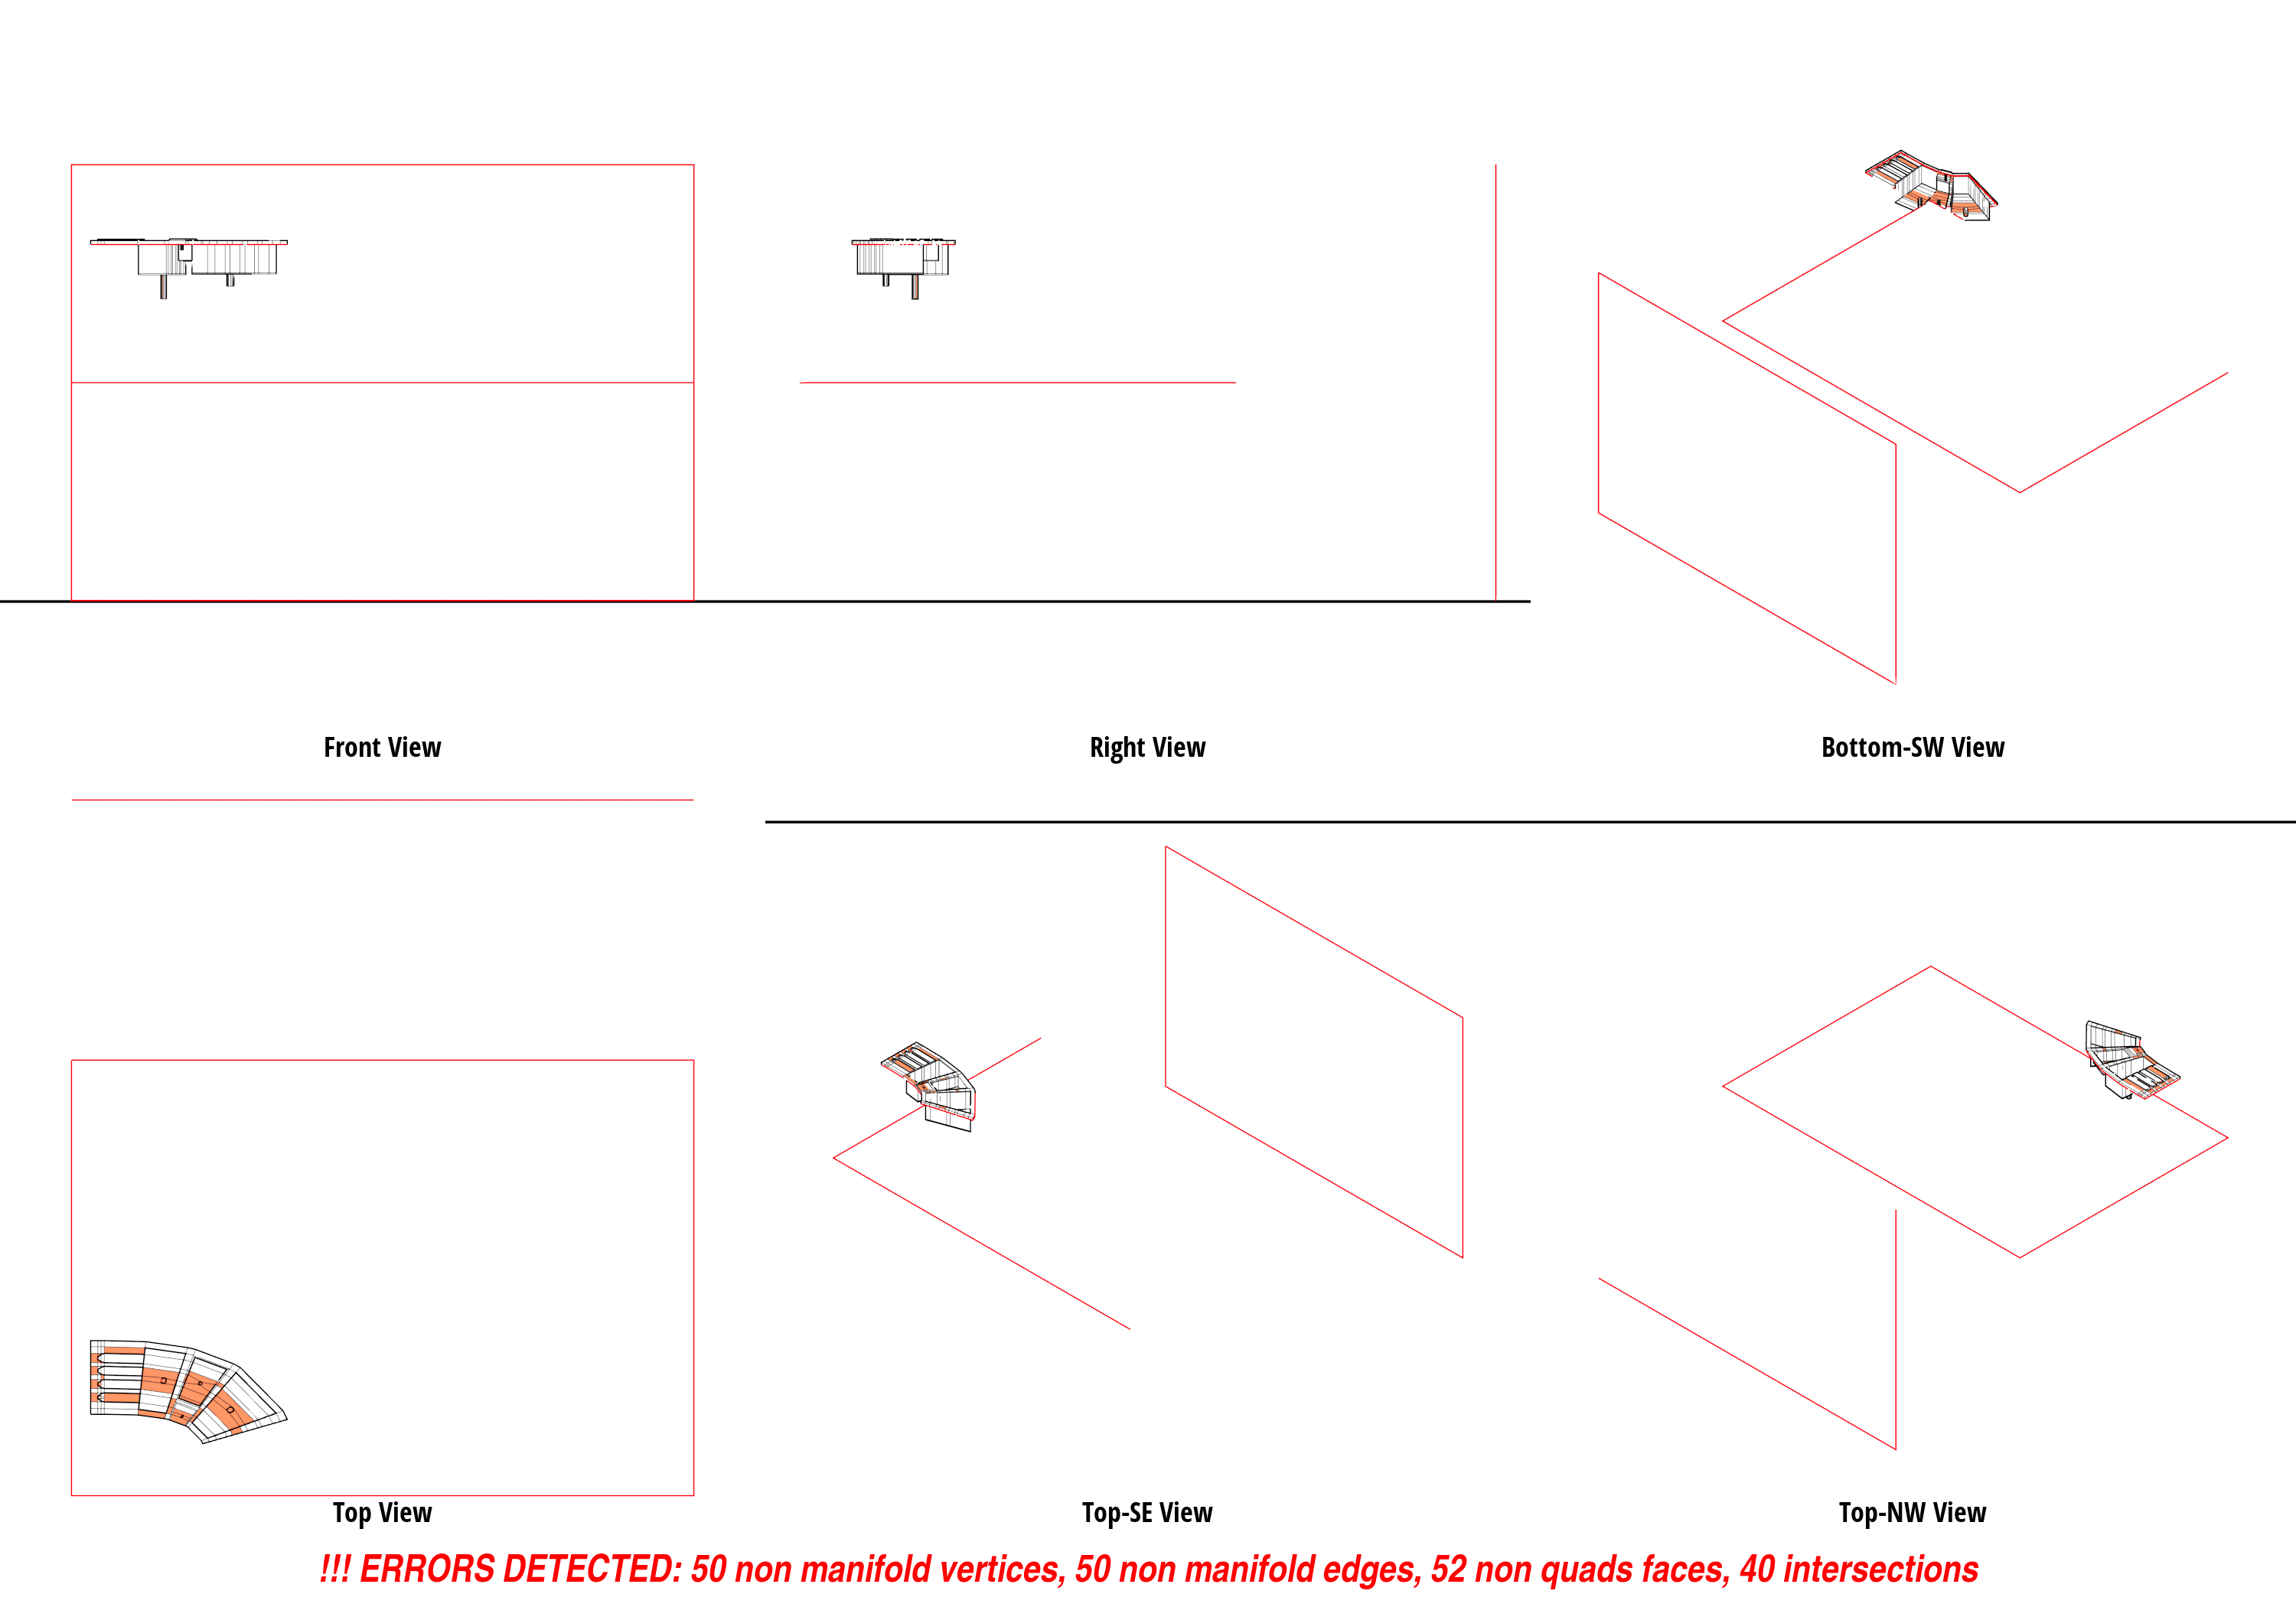 Front View
Right View
Bottom-SW View
Top View
Top-SE View
Top-NW View
!!! ERRORS DETECTED: 50 non manifold vertices, 50 non manifold edges, 52 non quads faces, 40 intersections